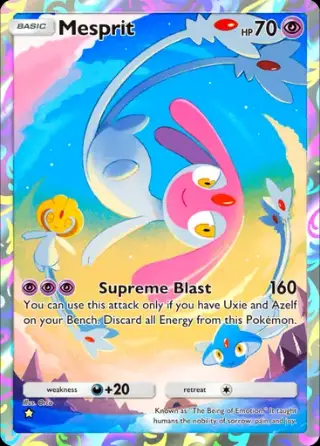 BASIC Mesprit HP 70
Supreme Blast 160
You can use this attack only if you have Uxie and Azelf
on your Bench. Discard all Energy from this Pokémon.
Illus. Orca
weakness +20 retreat
Known as "The Being of Emotion." It taught
humans the nobility of sorrow, pain, and joy.